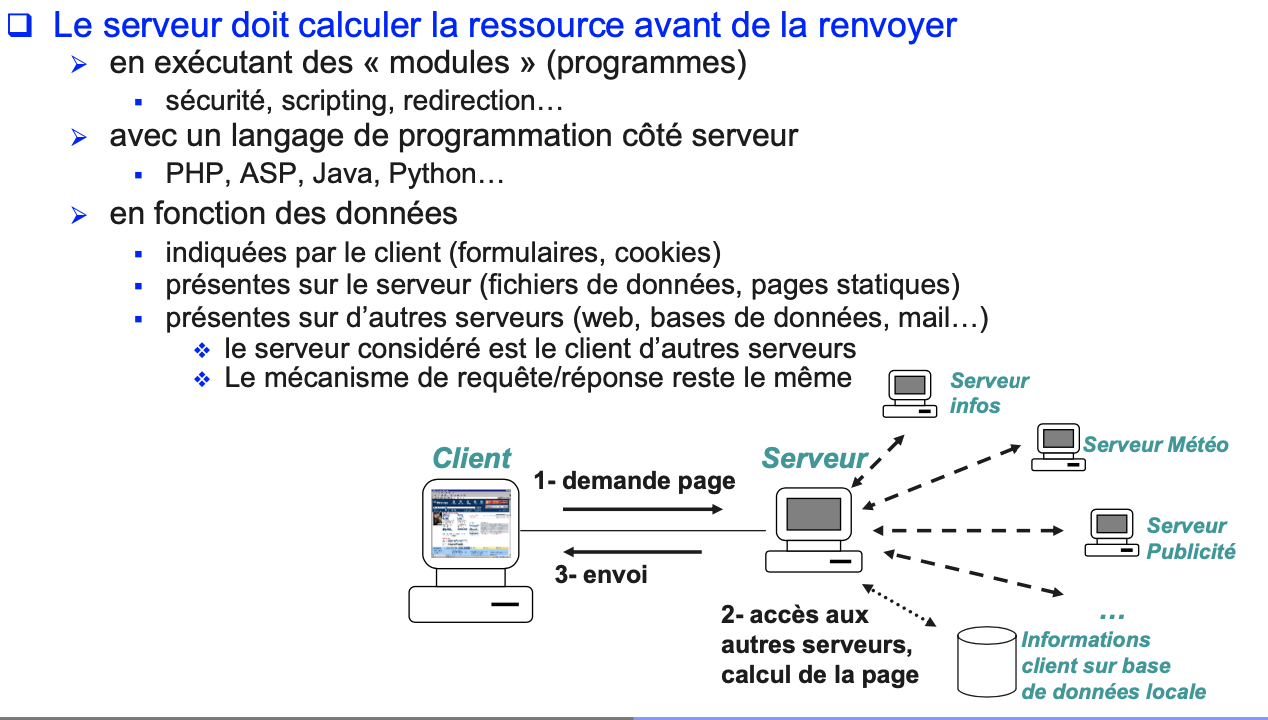 Le serveur doit calculer la ressource avant de la renvoyer
en exécutant des « modules » (programmes)
sécurité, scripting, redirection…
avec un langage de programmation côté serveur
PHP, ASP, Java, Python…
en fonction des données
indiquées par le client (formulaires, cookies)
présentes sur le serveur (fichiers de données, pages statiques)
présentes sur d’autres serveurs (web, bases de données, mail…)
le serveur considéré est le client d’autres serveurs
Le mécanisme de requête/réponse reste le même
Serveur
infos
Client
Serveur
Serveur Météo
1- demande page
Serveur
Publicité
3- envoi
2- accès aux
autres serveurs,
calcul de la page
…
Informations
client sur base
de données locale